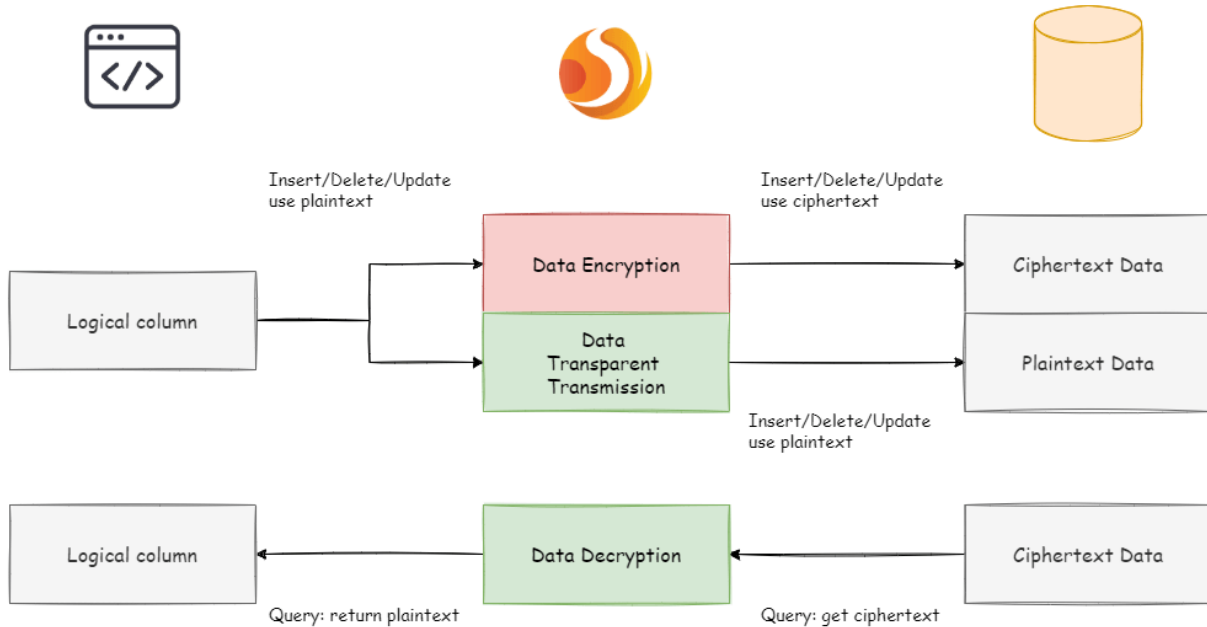 </>
Insert/Delete/Update
use plaintext
Insert/Delete/Update
use ciphertext
Logical column
Data Encryption
Ciphertext Data
Data
Transparent
Transmission
Plaintext Data
Insert/Delete/Update
use plaintext
Logical column
Data Decryption
Ciphertext Data
Query: return plaintext
Query: get ciphertext